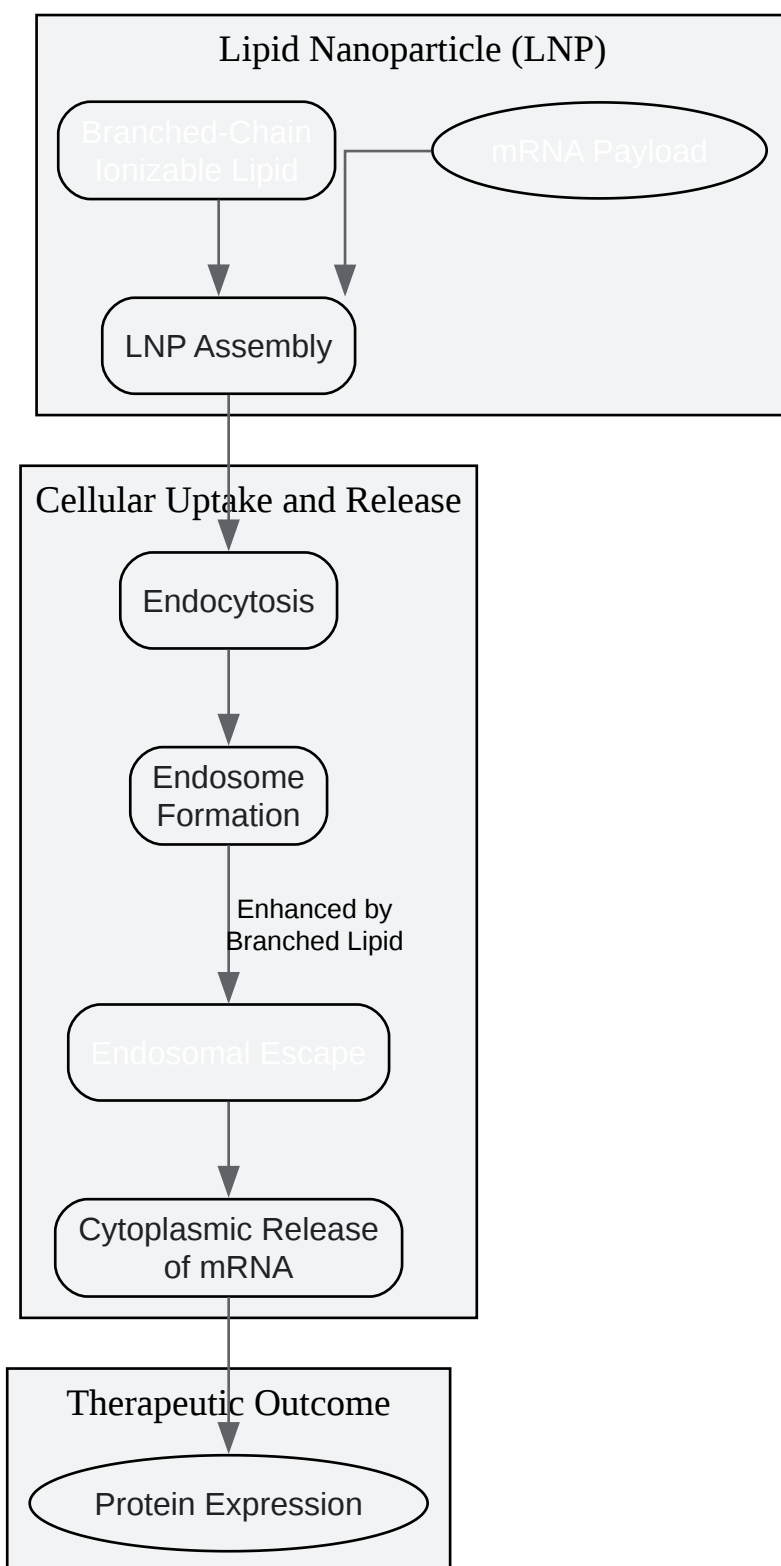 Lipid Nanoparticle (LNP)
Branched-Chain
Ionizable Lipid
mRNA Payload
LNP Assembly
Cellular Uptake and Release
Endocytosis
Endosome
Formation
Enhanced by
Branched Lipid
Endosomal Escape
Cytoplasmic Release
of mRNA
Therapeutic Outcome
Protein Expression